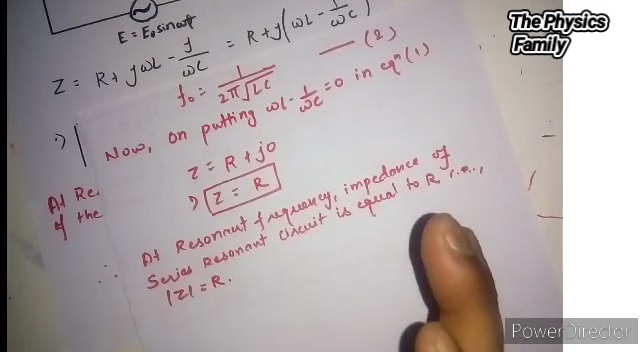 E = E₀sinωt
The Physics
Family
Z = R + jωL - j/ωC = R + j(ωL - 1/ωC)
f₀ = 1/2π√LC — (2)
Now, on putting ωL - 1/ωC = 0 in eqⁿ (1)
Z = R + j0
⇒ Z = R
At Re
of the
∴ At Resonant frequency, impedance of
Series Resonant Circuit is equal to R i.e.,
|Z| = R.
PowerDirector